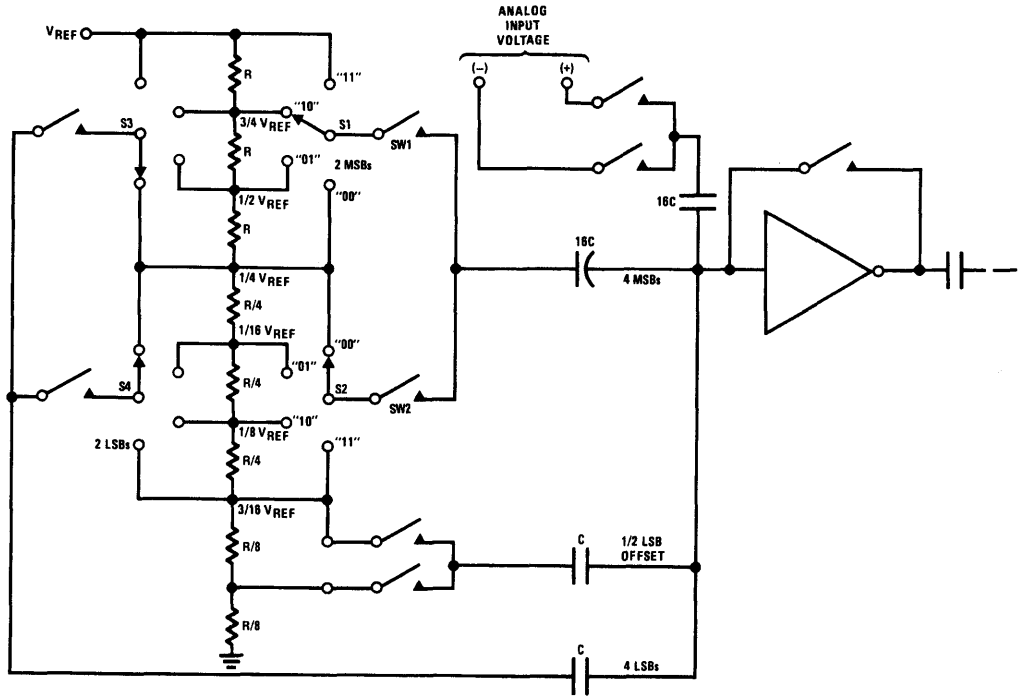 ANALOG
INPUT
VOLTAGE
(–) (+)
VREF
R
"11"
"10"
3/4 VREF
S3
S1
SW1
R
2 MSBs
"01"
1/2 VREF
"00"
16C
R
1/4 VREF
16C
4 MSBs
R/4
1/16 VREF
"00"
"01"
S4
R/4
S2
SW2
"10"
1/8 VREF
2 LSBs
"11"
R/4
3/16 VREF
R/8
C
1/2 LSB
OFFSET
R/8
C
4 LSBs